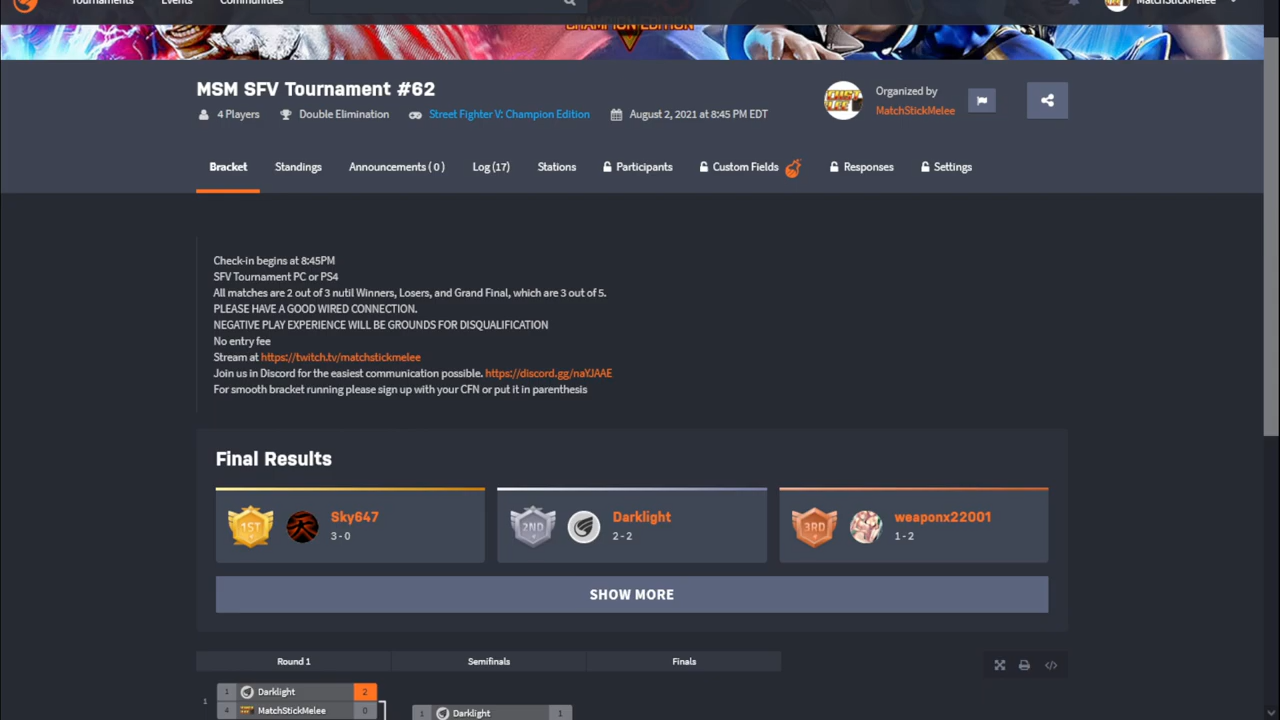 Tournaments Events Communities MatchStickMelee
CHAMPION EDITION
MSM SFV Tournament #62
4 Players Double Elimination Street Fighter V: Champion Edition August 2, 2021 at 8:45 PM EDT
Organized by
MatchStickMelee
Bracket Standings Announcements ( 0 ) Log (17) Stations Participants Custom Fields Responses Settings
Check-in begins at 8:45PM
SFV Tournament PC or PS4
All matches are 2 out of 3 nutil Winners, Losers, and Grand Final, which are 3 out of 5.
PLEASE HAVE A GOOD WIRED CONNECTION.
NEGATIVE PLAY EXPERIENCE WILL BE GROUNDS FOR DISQUALIFICATION
No entry fee
Stream at https://twitch.tv/matchstickmelee
Join us in Discord for the easiest communication possible. https://discord.gg/naYJAAE
For smooth bracket running please sign up with your CFN or put it in parenthesis
Final Results
1ST Sky647
3 - 0
2ND Darklight
2 - 2
3RD weaponx22001
1 - 2
SHOW MORE
Round 1 Semifinals Finals
1 1 Darklight 2
4 MatchStickMelee 0
1 Darklight 1